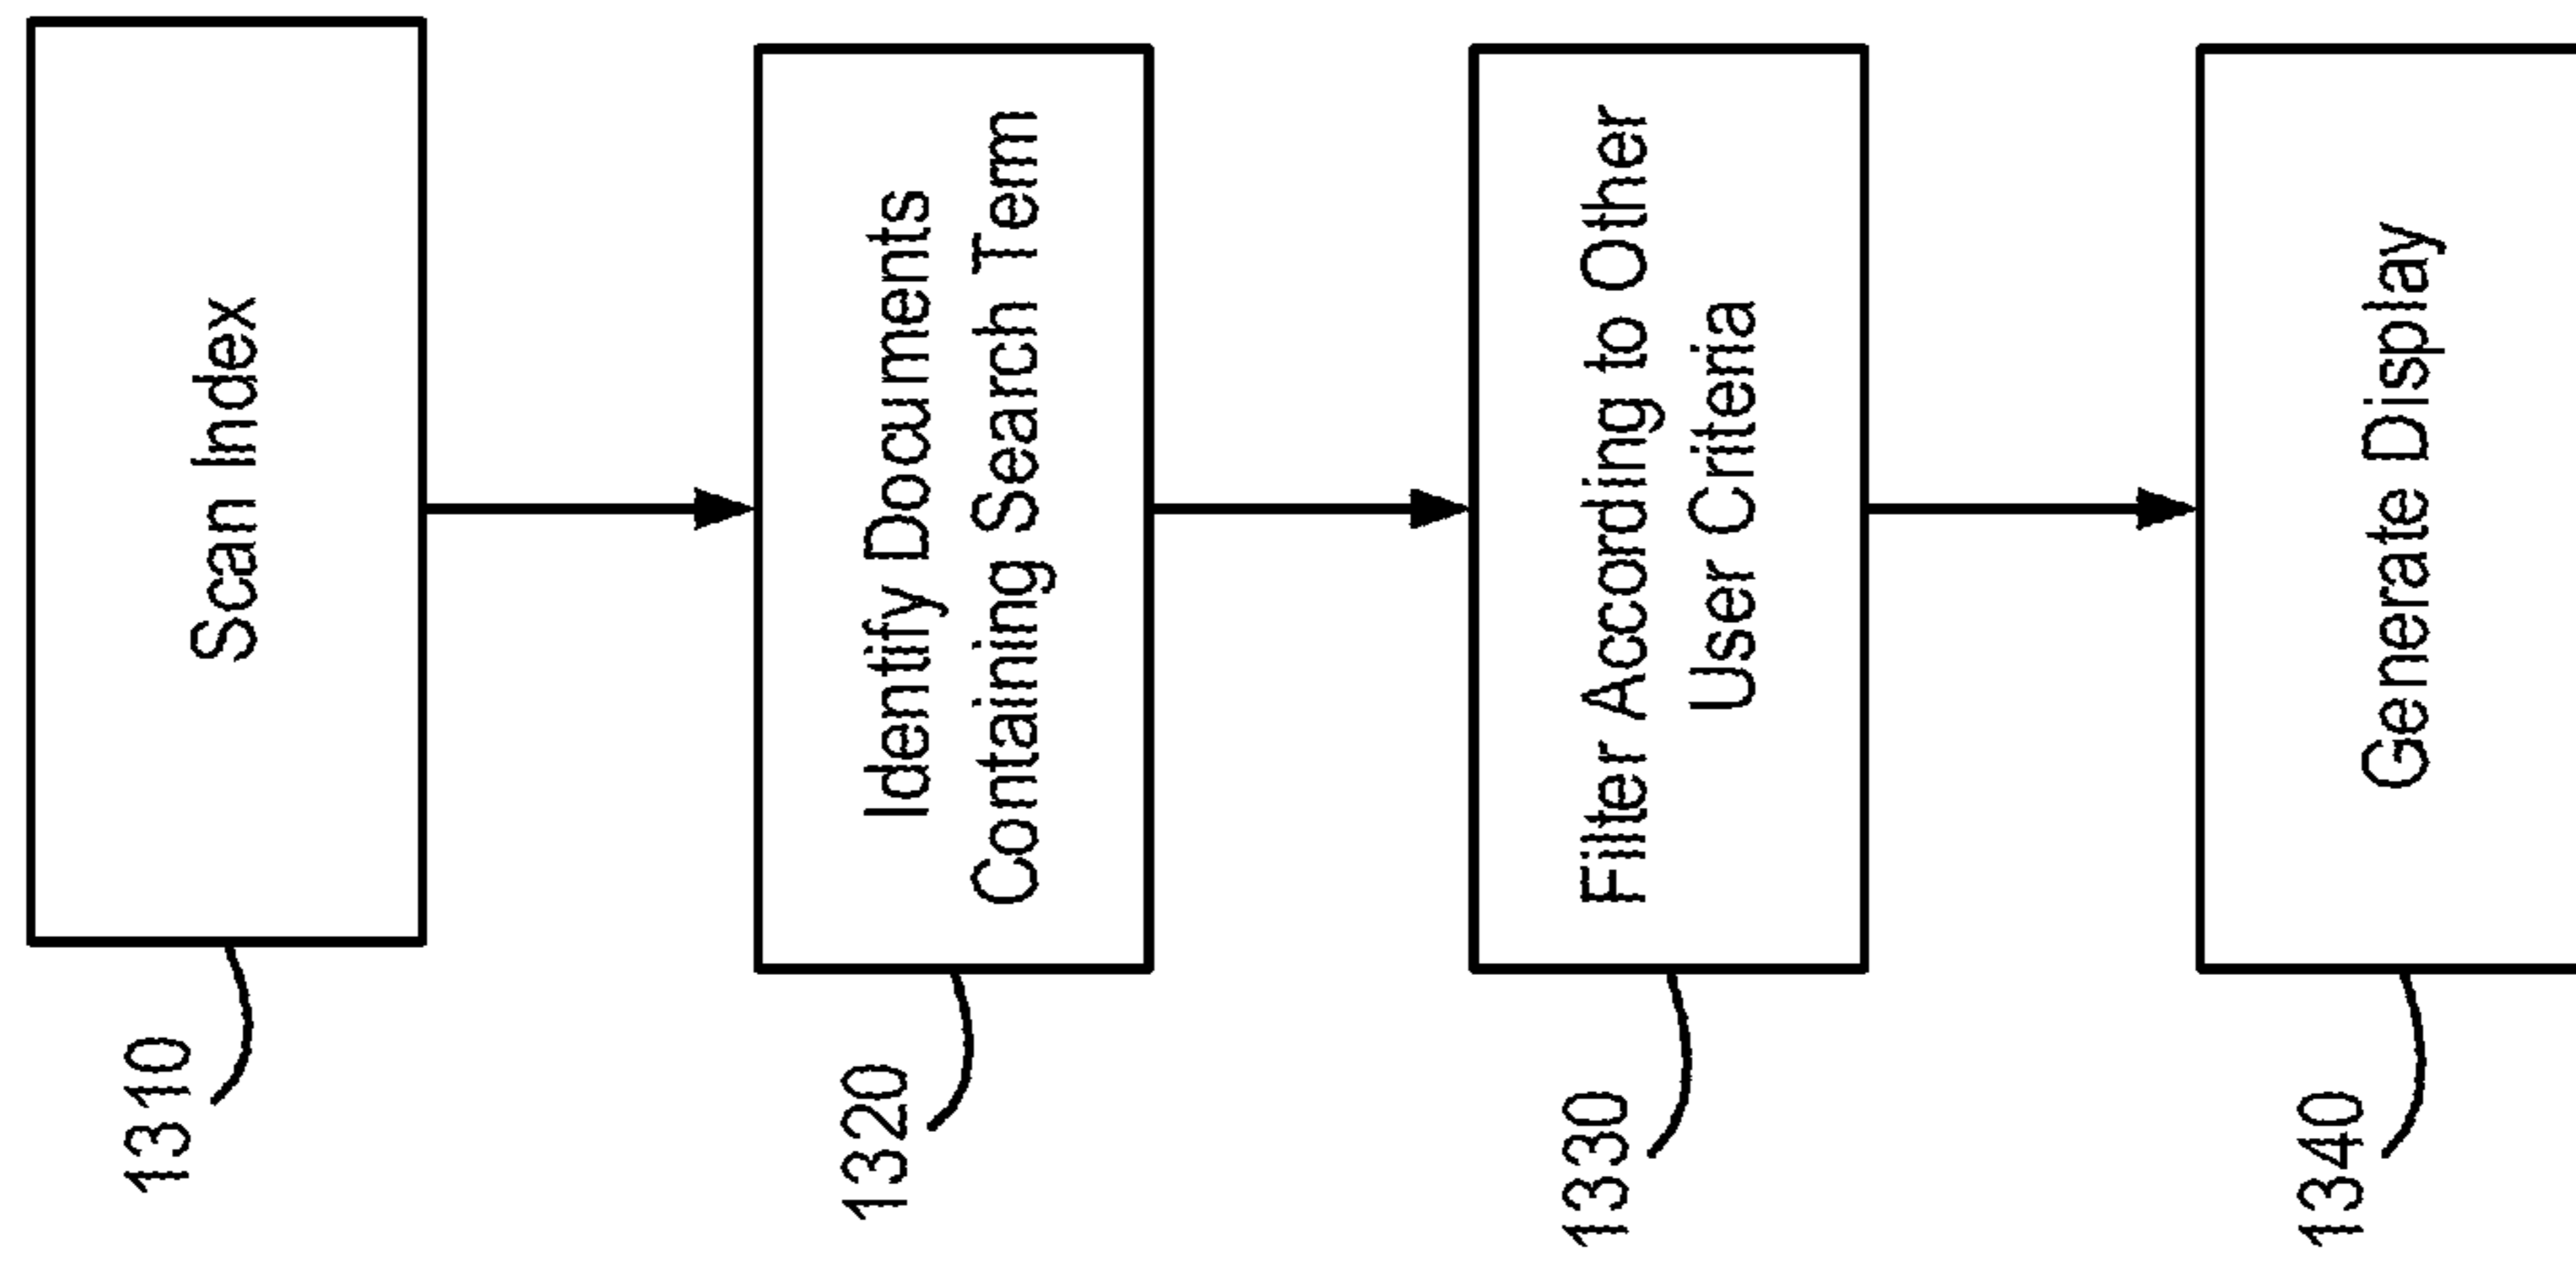 Scan Index
1310
Identify Documents
Containing Search Term
1320
Filter According to Other
User Criteria
1330
Generate Display
1340